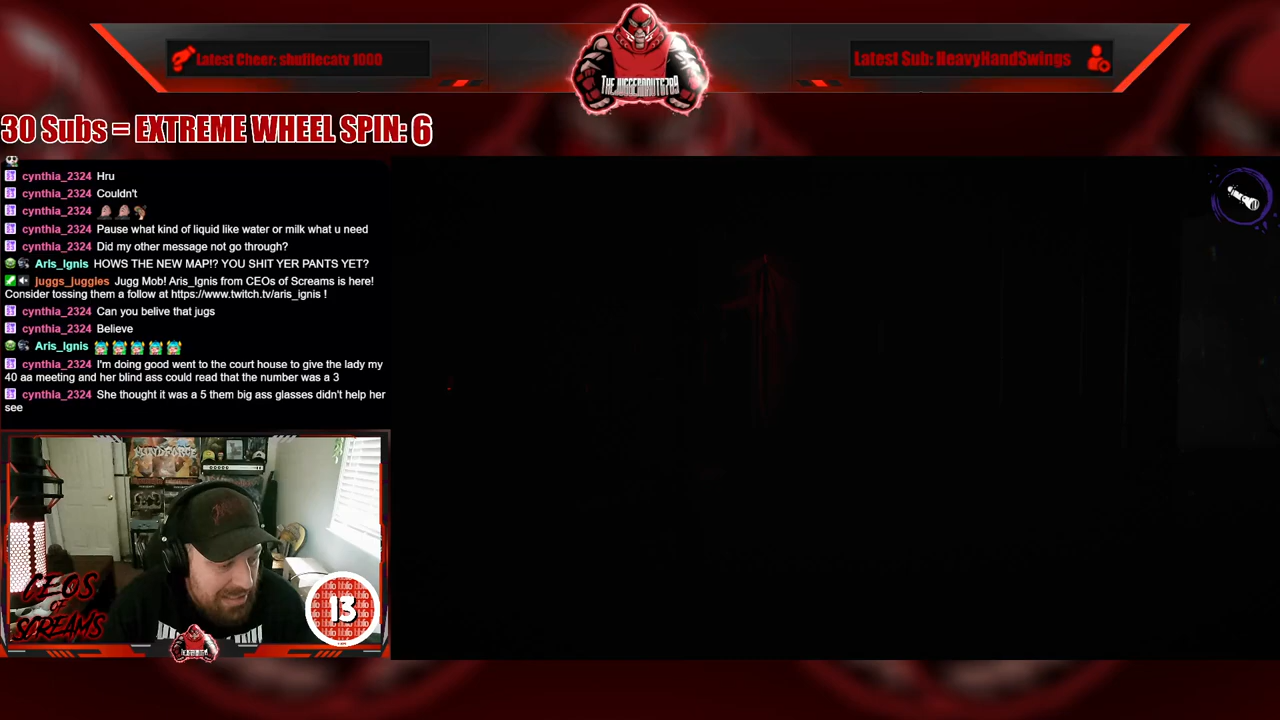 Latest Cheer: shufflecatv 1000
THEJUGGERNAUT6789
Latest Sub: HeavyHandSwings
30 Subs = EXTREME WHEEL SPIN: 6
cynthia_2324 Hru
cynthia_2324 Couldn't
cynthia_2324
cynthia_2324 Pause what kind of liquid like water or milk what u need
cynthia_2324 Did my other message not go through?
Aris_Ignis HOWS THE NEW MAP!? YOU SHIT YER PANTS YET?
juggs_juggles Jugg Mob! Aris_Ignis from CEOs of Screams is here!
Consider tossing them a follow at https://www.twitch.tv/aris_ignis !
cynthia_2324 Can you belive that jugs
cynthia_2324 Believe
Aris_Ignis
cynthia_2324 I'm doing good went to the court house to give the lady my
40 aa meeting and her blind ass could read that the number was a 3
cynthia_2324 She thought it was a 5 them big ass glasses didn't help her
see
MINDFORCE
CEOS
OF
SCREAMS
13